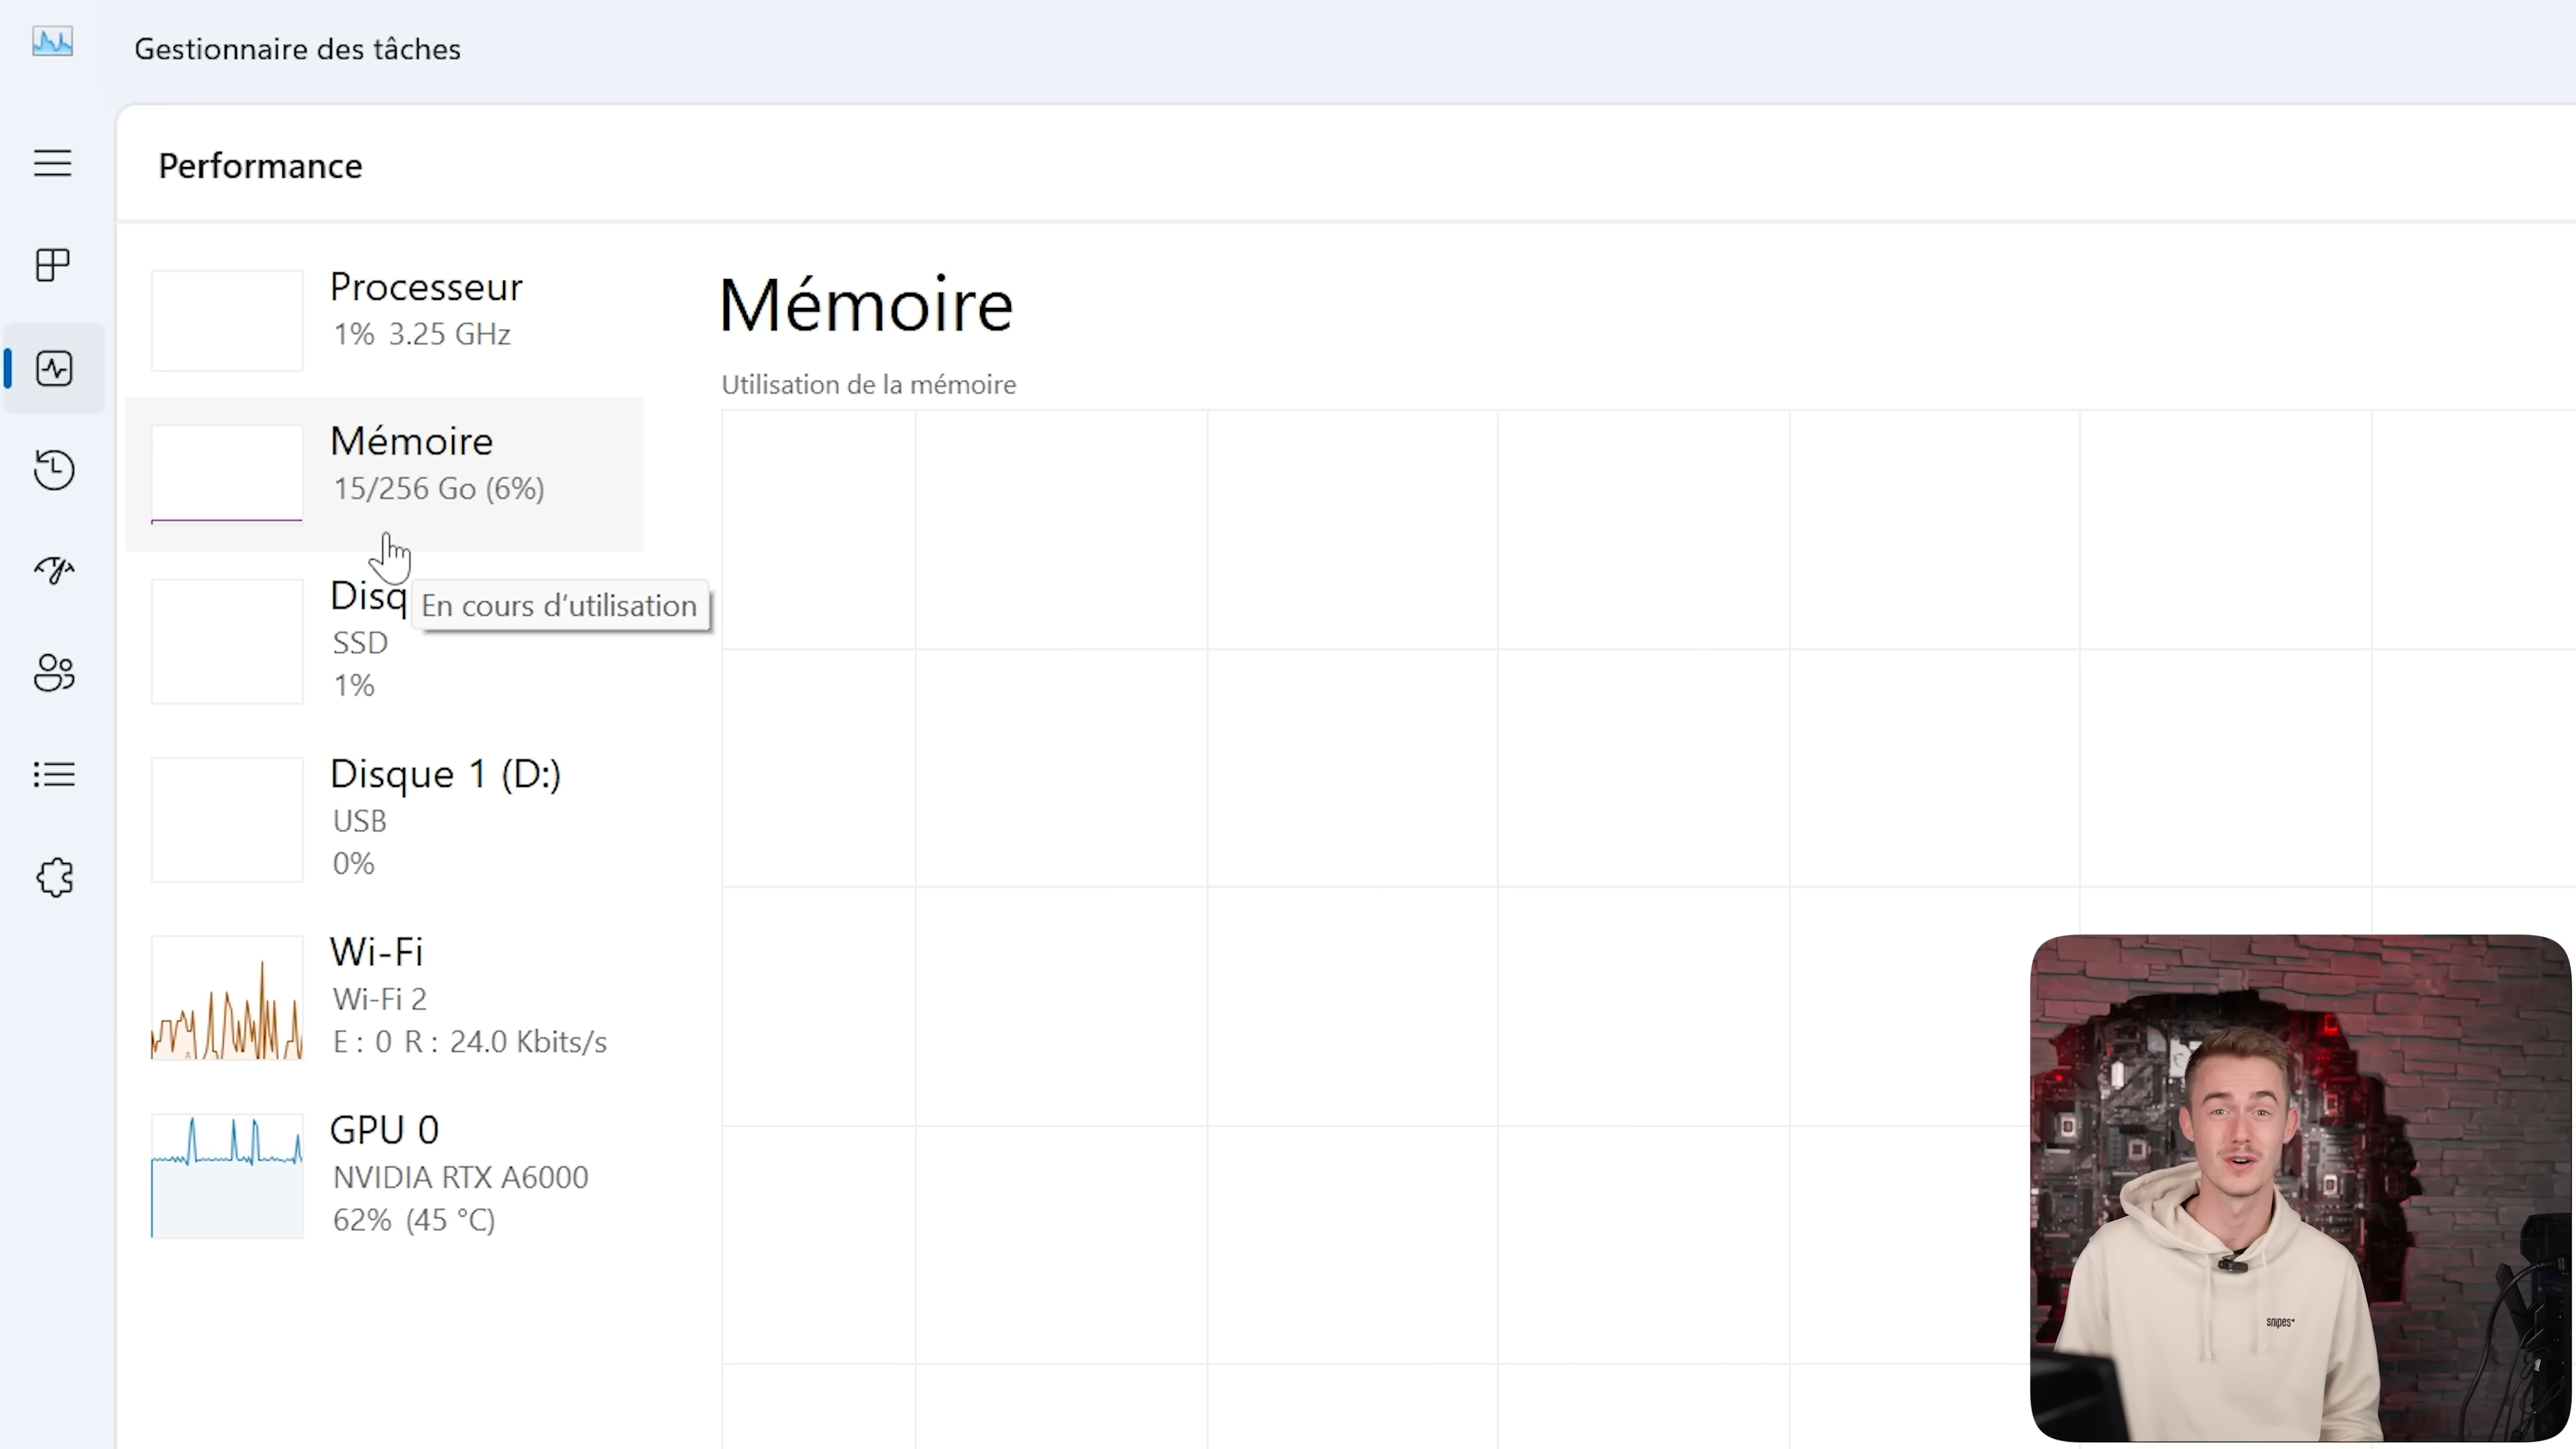 Gestionnaire des tâches
Performance
Processeur
1% 3.25 GHz
Mémoire
15/256 Go (6%)
Disq
En cours d'utilisation
SSD
1%
Disque 1 (D:)
USB
0%
Wi-Fi
Wi-Fi 2
E : 0 R : 24.0 Kbits/s
GPU 0
NVIDIA RTX A6000
62% (45 °C)
Mémoire
Utilisation de la mémoire
snipes*